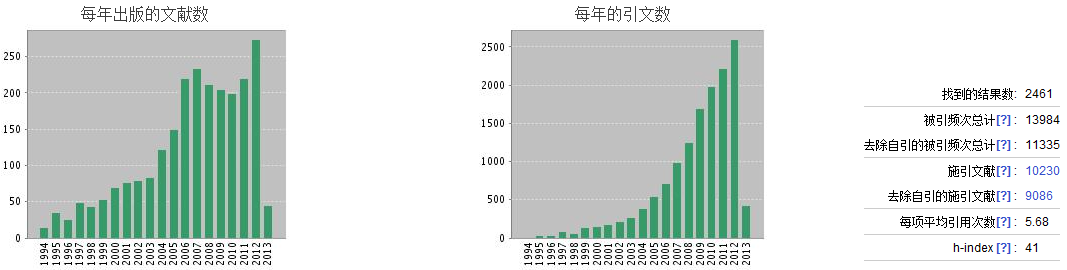 每年出版的文献数
250
200
150
100
50
0
1994 1995 1996 1997 1998 1999 2000 2001 2002 2003 2004 2005 2006 2007 2008 2009 2010 2011 2012 2013
每年的引文数
2500
2000
1500
1000
500
0
1994 1995 1996 1997 1998 1999 2000 2001 2002 2003 2004 2005 2006 2007 2008 2009 2010 2011 2012 2013
找到的结果数: 2461
被引频次总计[?] : 13984
去除自引的被引频次总计[?] : 11335
施引文献[?] : 10230
去除自引的施引文献[?] : 9086
每项平均引用次数[?] : 5.68
h-index [?] : 41